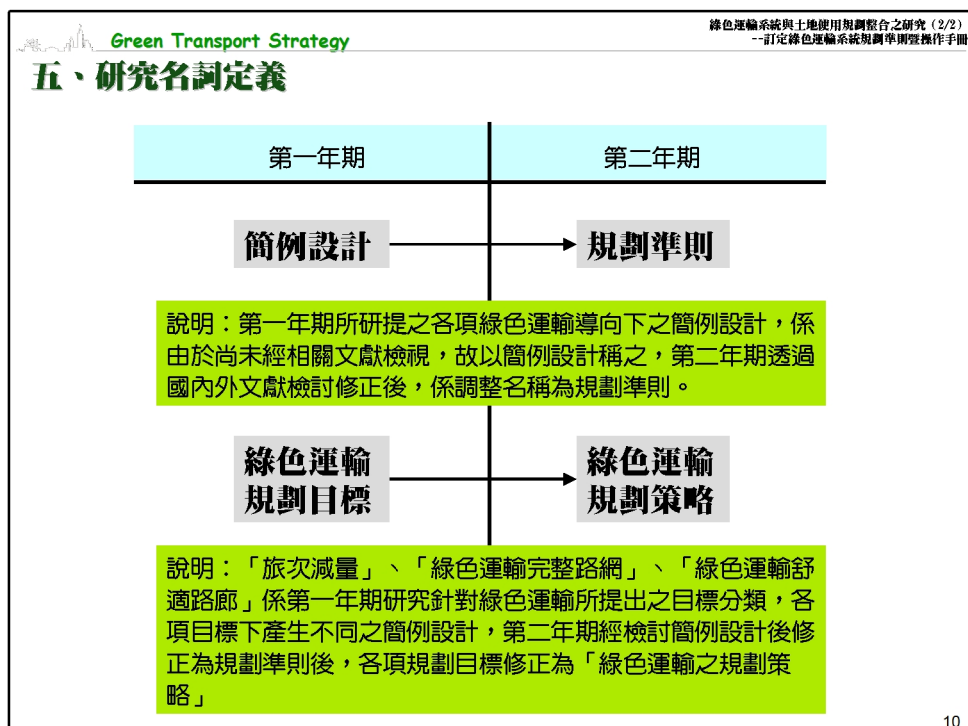 Green Transport Strategy
綠色運輸系統與土地使用規劃整合之研究（2/2）
--訂定綠色運輸系統規劃準則暨操作手冊
五、研究名詞定義
第一年期
第二年期
簡例設計
規劃準則
說明：第一年期所研提之各項綠色運輸導向下之簡例設計，係
由於尚未經相關文獻檢視，故以簡例設計稱之，第二年期透過
國內外文獻檢討修正後，係調整名稱為規劃準則。
綠色運輸
規劃目標
綠色運輸
規劃策略
說明：「旅次減量」、「綠色運輸完整路網」、「綠色運輸舒
適路廊」係第一年期研究針對綠色運輸所提出之目標分類，各
項目標下產生不同之簡例設計，第二年期經檢討簡例設計後修
正為規劃準則後，各項規劃目標修正為「綠色運輸之規劃策
略」
10